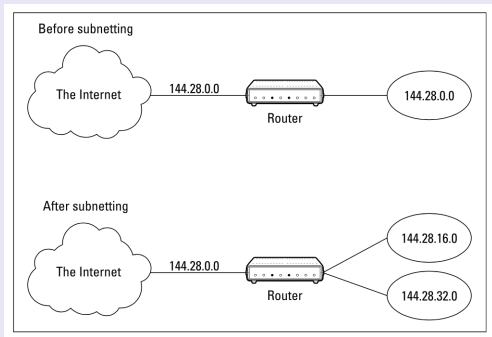 Before subnetting
The Internet
144.28.0.0
Router
144.28.0.0
After subnetting
The Internet
144.28.0.0
Router
144.28.16.0
144.28.32.0